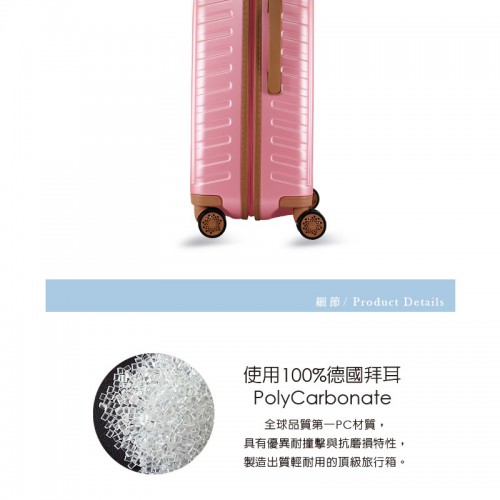 細節/ Product Details
使用100%德國拜耳
PolyCarbonate
全球品質第一PC材質，
具有優異耐撞擊與抗磨損特性，
製造出質輕耐用的頂級旅行箱。